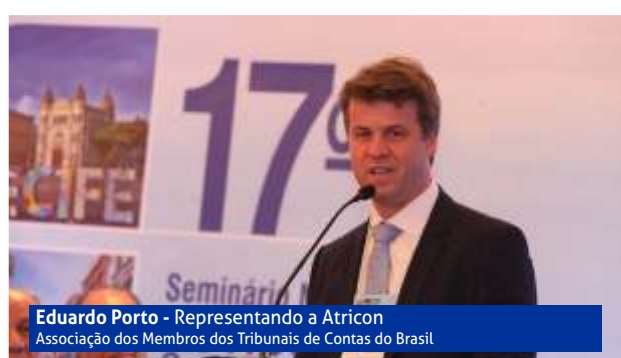 17º
ECIFE
Seminário
Eduardo Porto - Representando a Atricon
Associação dos Membros dos Tribunais de Contas do Brasil